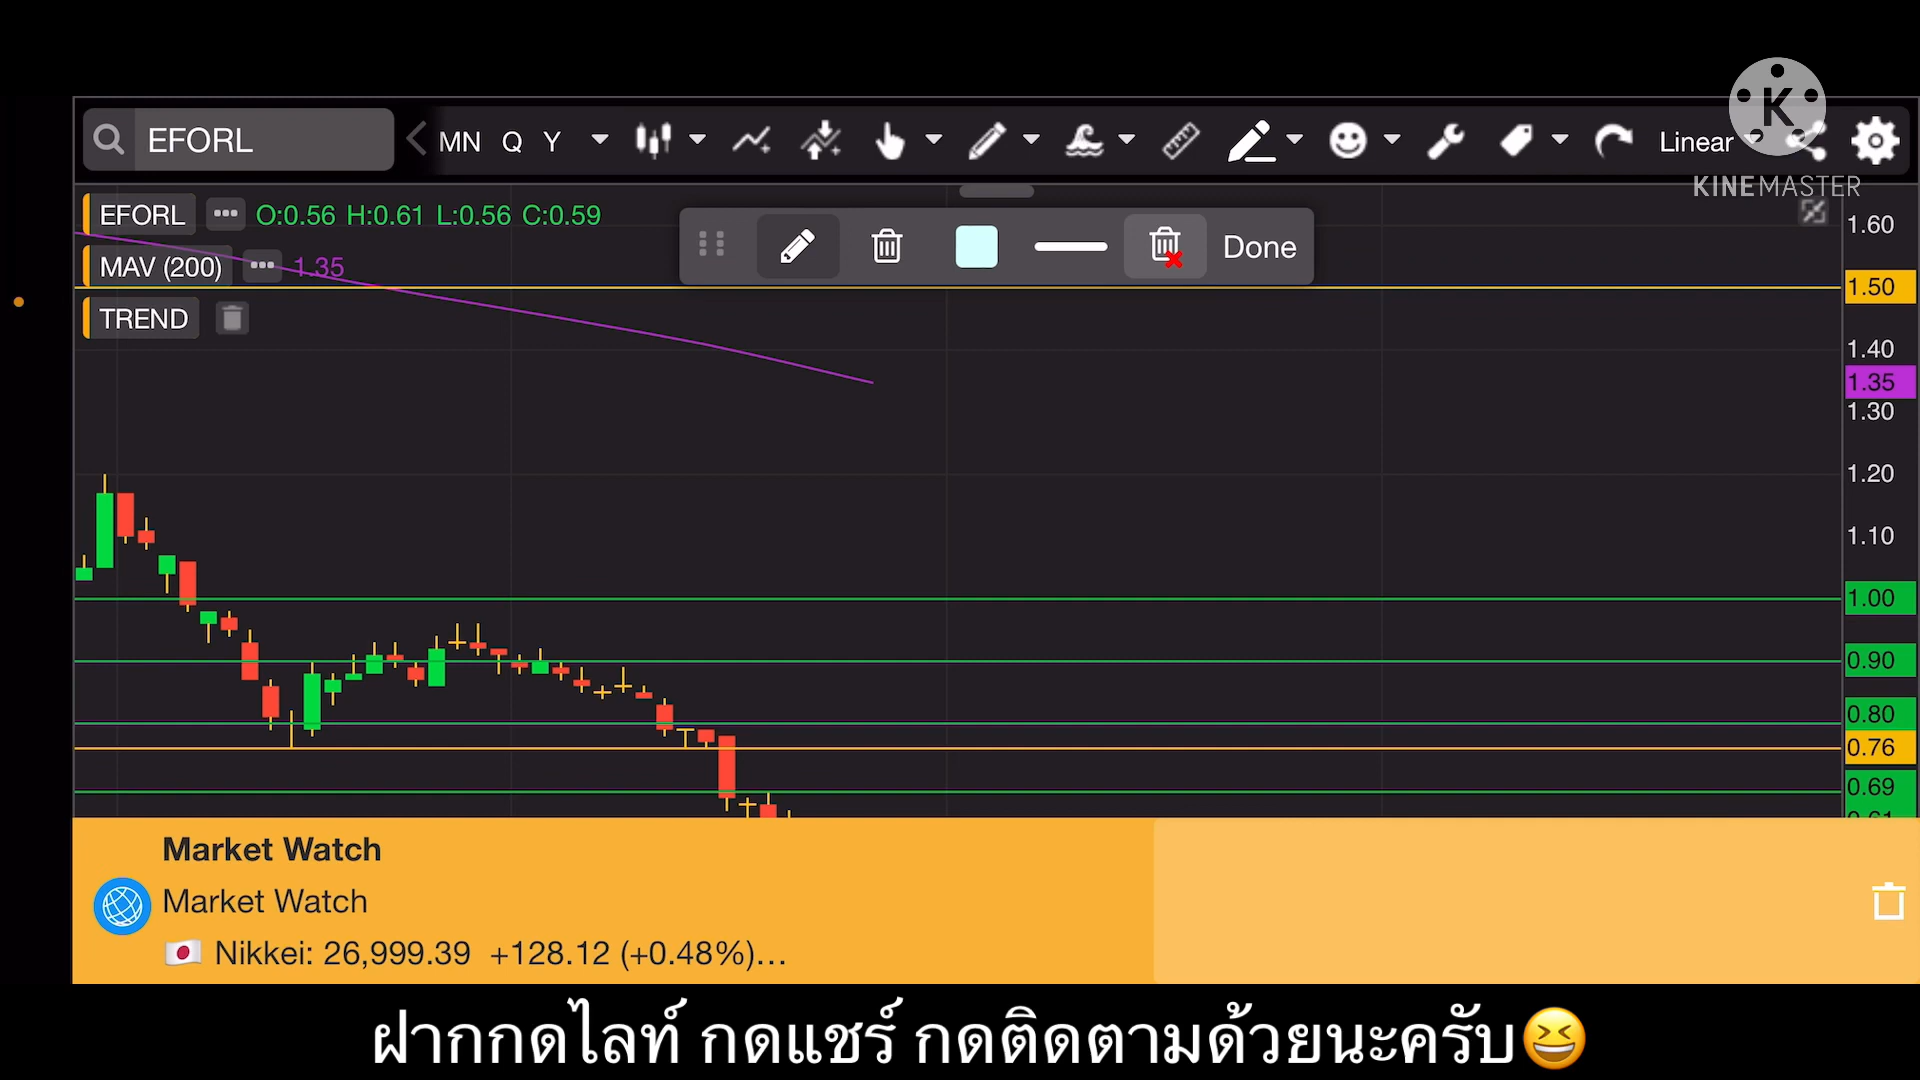 EFORL MN Q Y Linear
K
KINEMASTER
EFORL O:0.56 H:0.61 L:0.56 C:0.59
MAV (200) 1.35
TREND
Done
1.60
1.50
1.40
1.35
1.30
1.20
1.10
1.00
0.90
0.80
0.76
0.69
Market Watch
Market Watch
Nikkei: 26,999.39 +128.12 (+0.48%)...
ฝากกดไลท์ กดแชร์ กดติดตามด้วยนะครับ😆